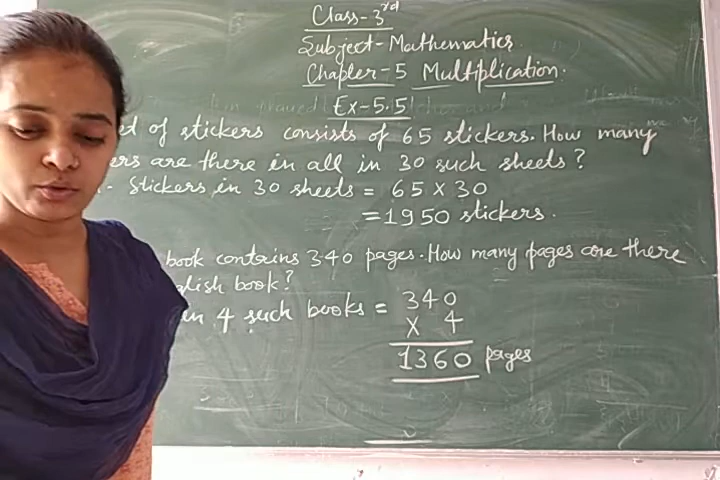 Class-3rd
Subject-Mathematics
Chapter-5 Multiplication.
Ex-5.5
et of stickers consists of 65 stickers. How many
ers are there in all in 30 such sheets?
Stickers in 30 sheets = 65 x 30
= 1950 stickers.
book contains 340 pages. How many pages are there
glish book?
in 4 such books = 340
x 4
1360 pages